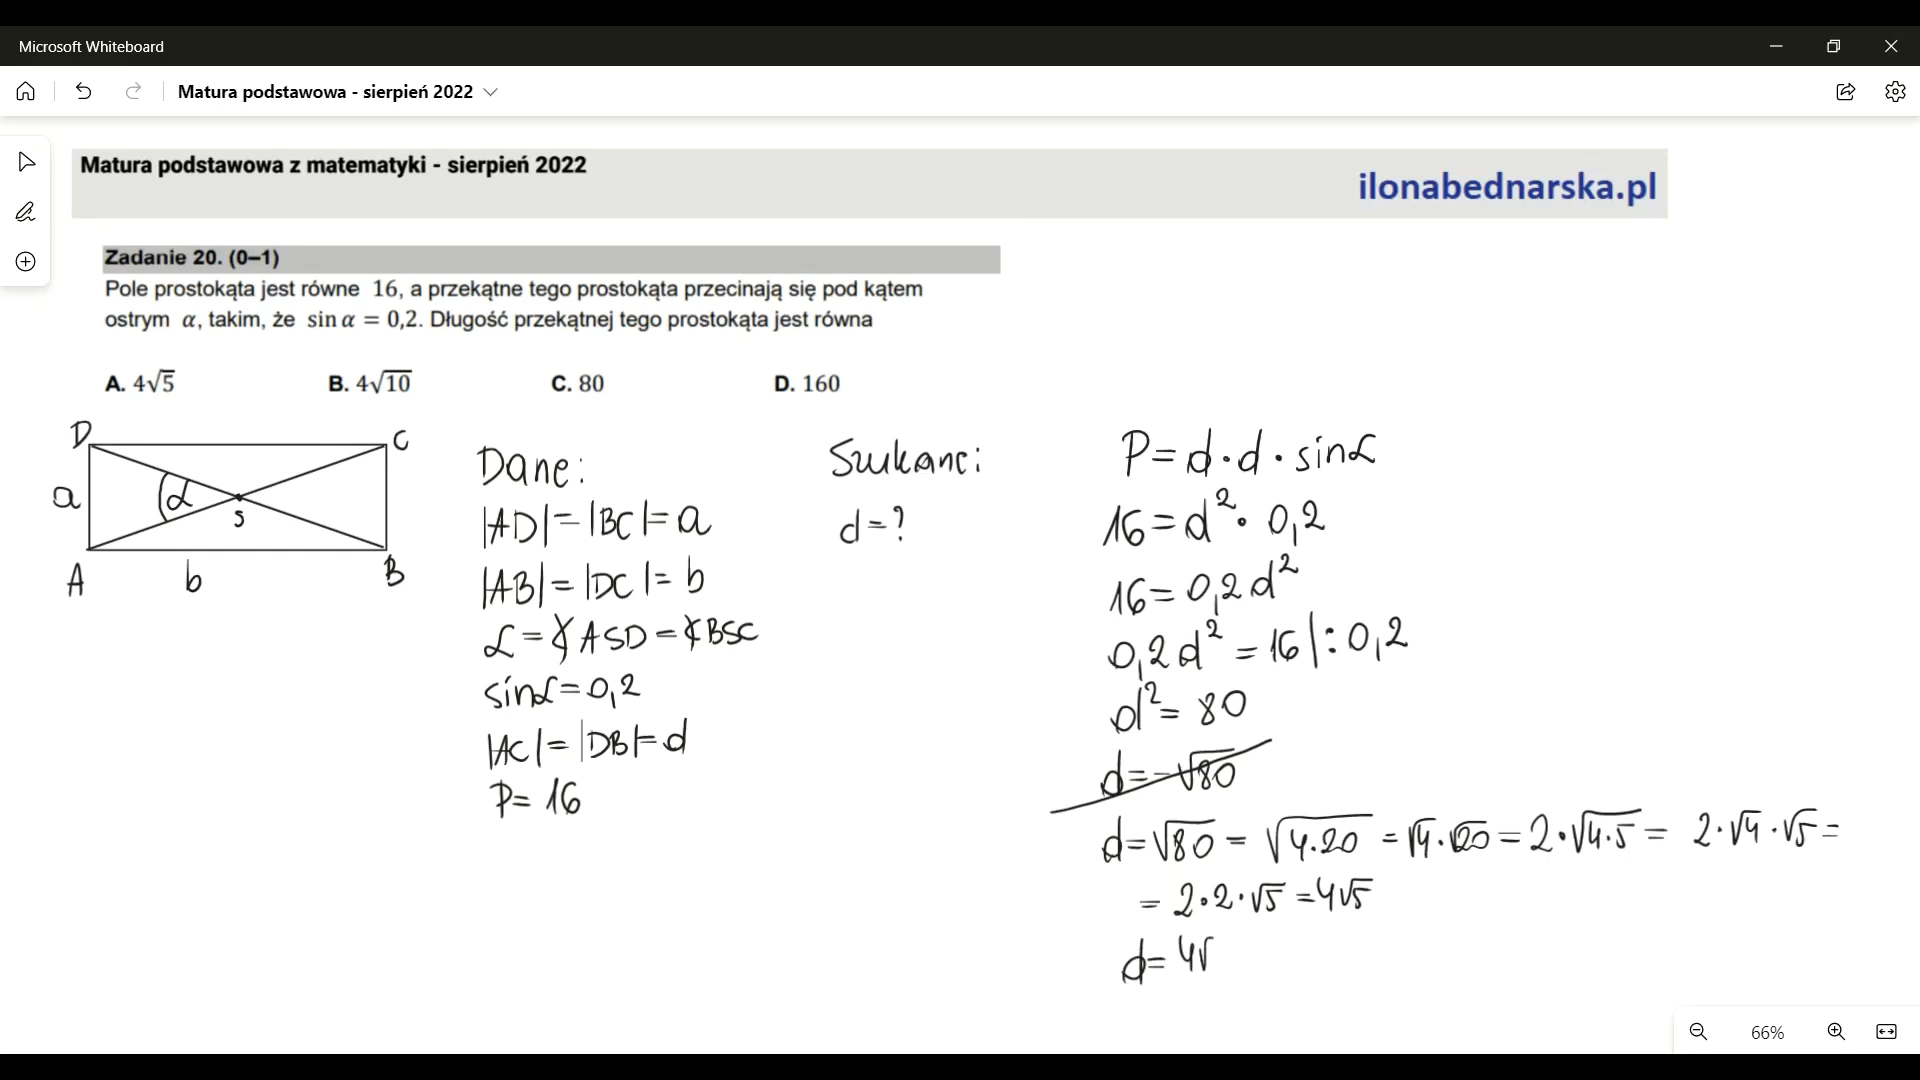 Microsoft Whiteboard
Matura podstawowa - sierpień 2022
Matura podstawowa z matematyki - sierpień 2022
ilonabednarska.pl
Zadanie 20. (0–1)
Pole prostokąta jest równe 16, a przekątne tego prostokąta przecinają się pod kątem
ostrym α, takim, że sin α = 0,2. Długość przekątnej tego prostokąta jest równa
A. 4√5 B. 4√10 C. 80 D. 160
D C
a α S
A b B
Dane:
|AD|=|BC|=a
|AB|=|DC|=b
α=∢ASD=∢BSC
sinα=0,2
|AC|=|DB|=d
P=16
Szukane:
d=?
P=d·d·sinα
16=d²·0,2
16=0,2d²
0,2d²=16|:0,2
d²=80
d=-√80
d=√80=√4·20=√4·√20=2·√4·5=2·√4·√5=
=2·2·√5=4√5
d=4√
66%